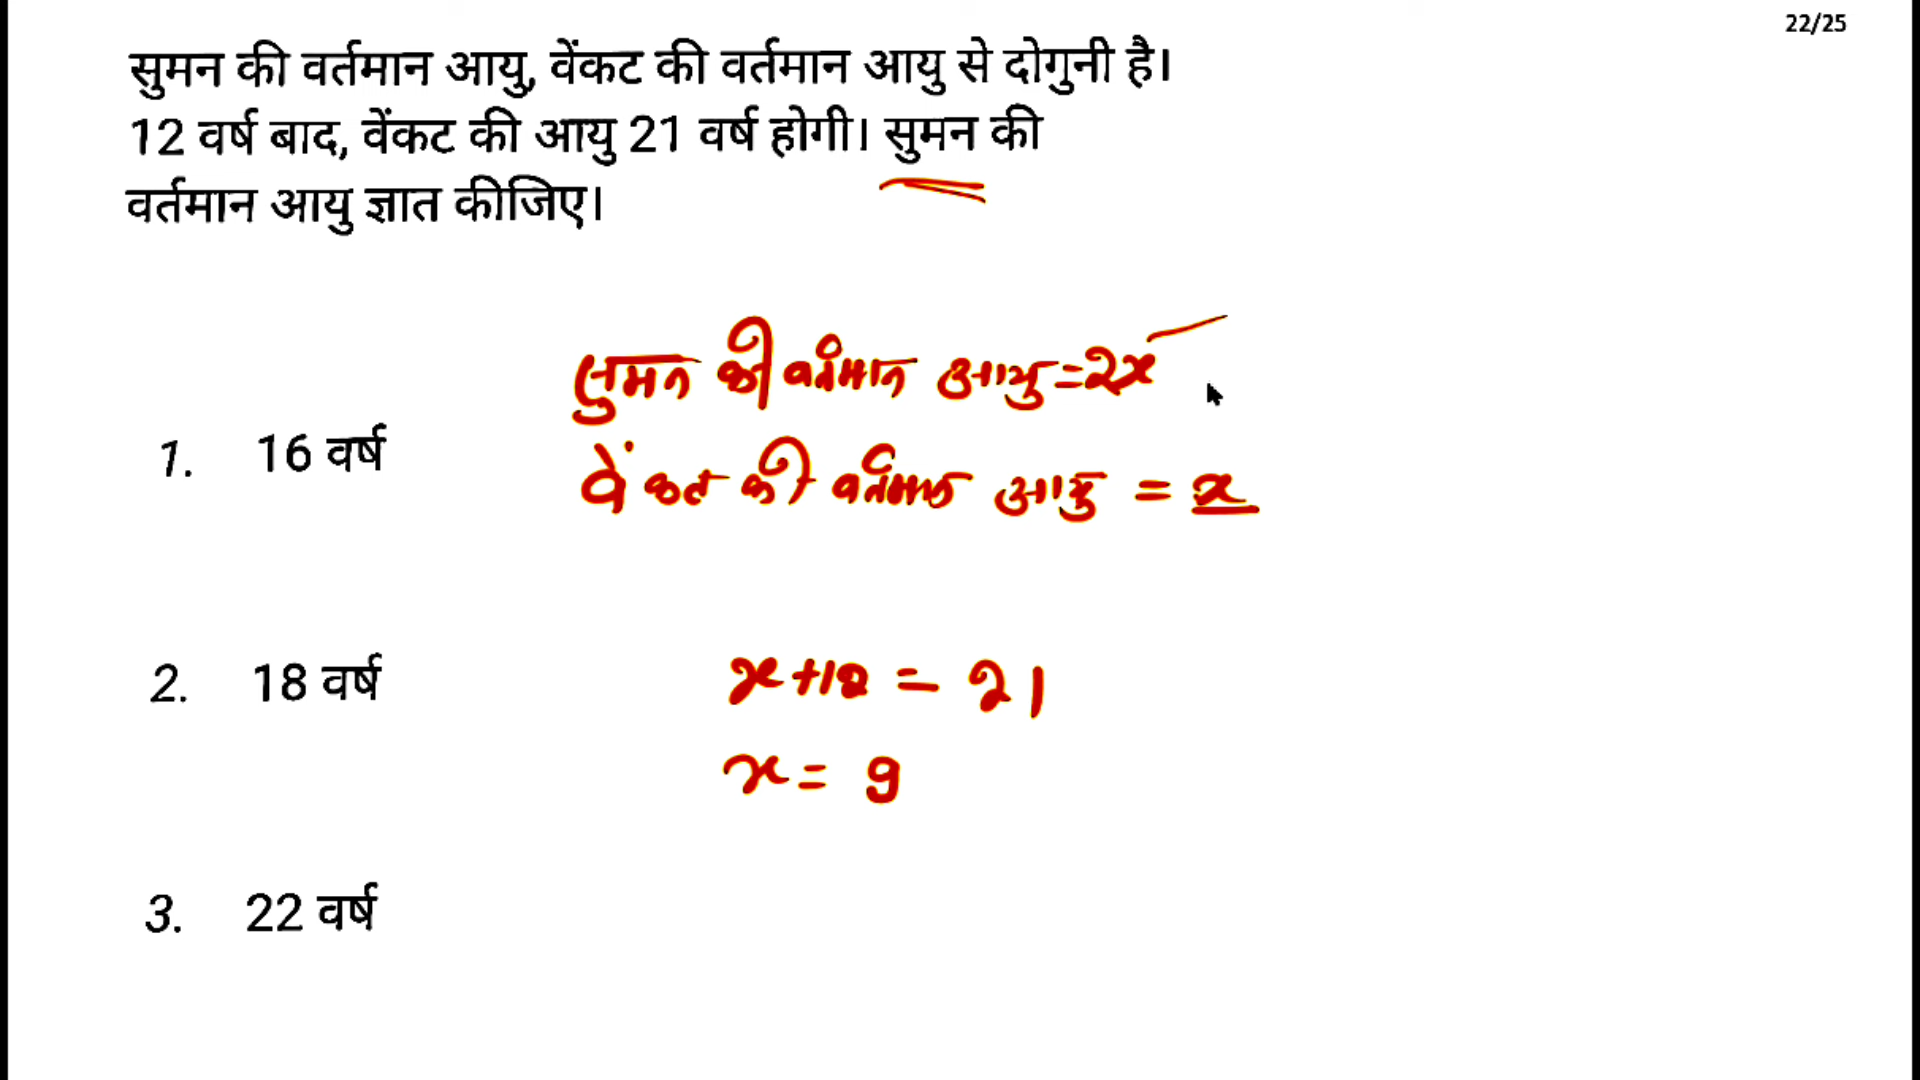 22/25
सुमन की वर्तमान आयु, वेंकट की वर्तमान आयु से दोगुनी है।
12 वर्ष बाद, वेंकट की आयु 21 वर्ष होगी। सुमन की
वर्तमान आयु ज्ञात कीजिए।
सुमन की वर्तमान आयु = 2x
वेंकट की वर्तमान आयु = x
1. 16 वर्ष
2. 18 वर्ष
x + 12 = 21
x = 9
3. 22 वर्ष